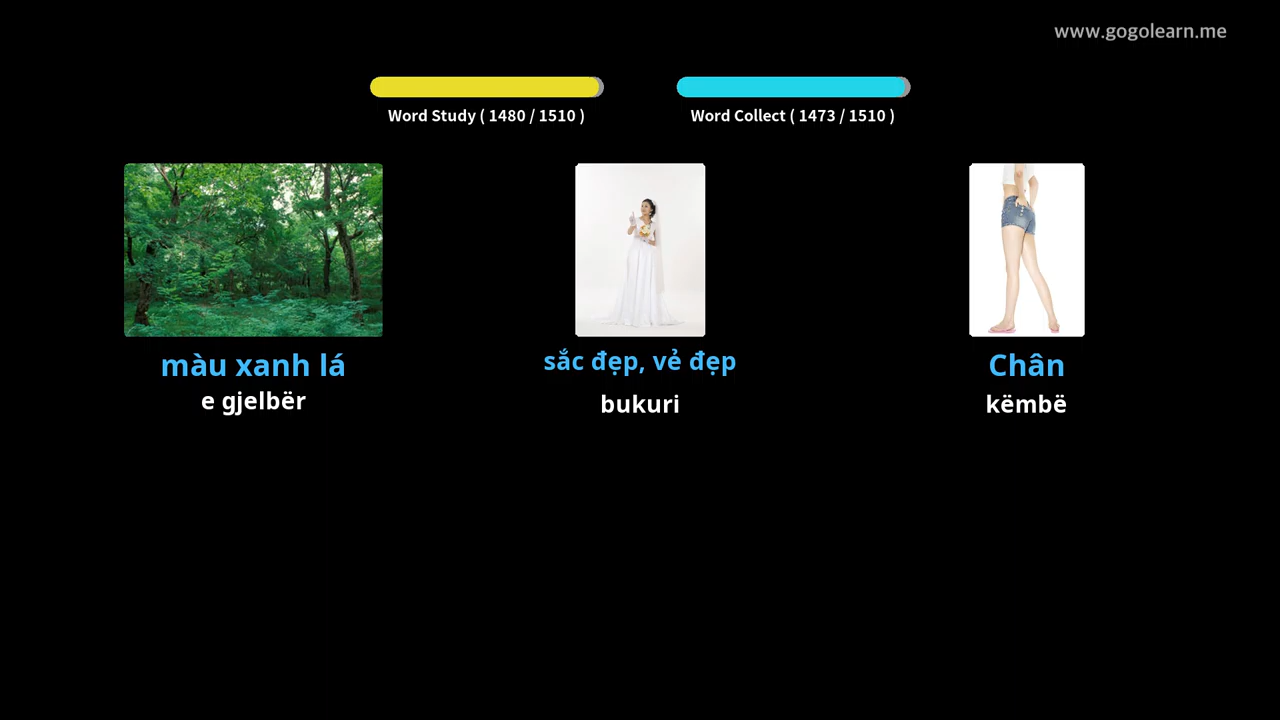 www.gogolearn.me
Word Study ( 1480 / 1510 )
Word Collect ( 1473 / 1510 )
màu xanh lá
e gjelbër
sắc đẹp, vẻ đẹp
bukuri
Chân
këmbë